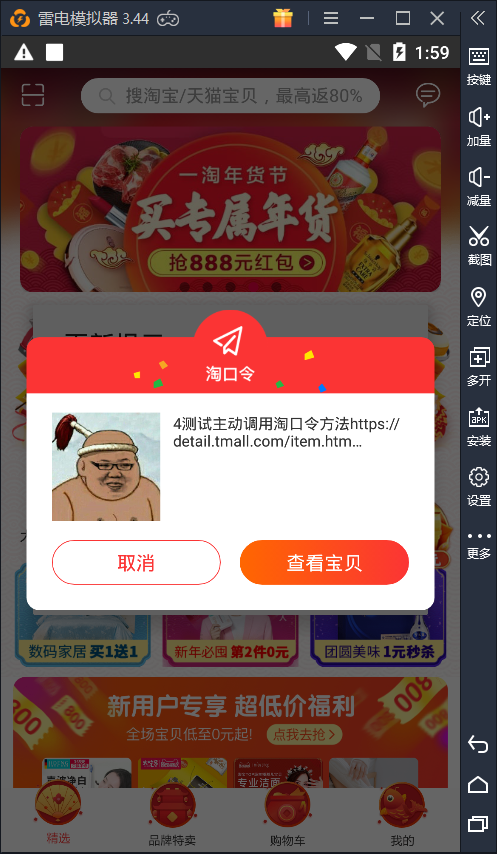 雷电模拟器 3.44
1:59
搜淘宝/天猫宝贝，最高返80%
一淘年货节
买专属年货
抢888元红包
淘口令
4测试主动调用淘口令方法https://
detail.tmall.com/item.htm...
取消
查看宝贝
数码家居 买1送1
新年必囤 第2件0元
团圆美味 1元秒杀
新用户专享 超低价福利
全场宝贝低至0元起!
点我去抢
精选
品牌特卖
购物车
我的
按键
加量
减量
截图
定位
多开
APK
安装
设置
更多